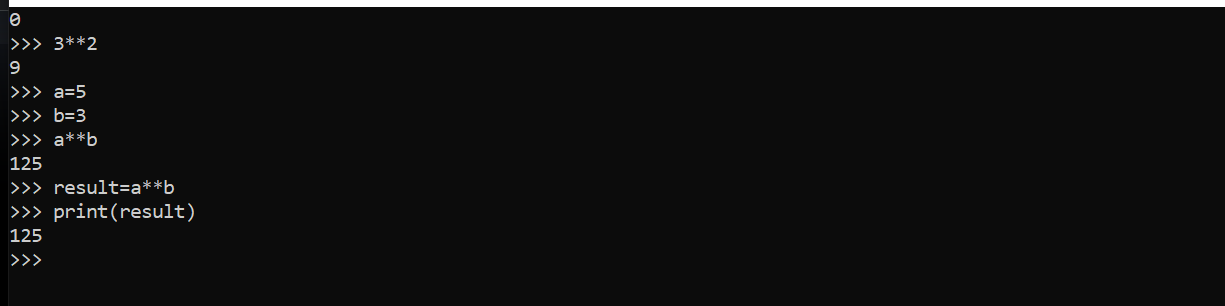 0
>>> 3**2
9
>>> a=5
>>> b=3
>>> a**b
125
>>> result=a**b
>>> print(result)
125
>>>